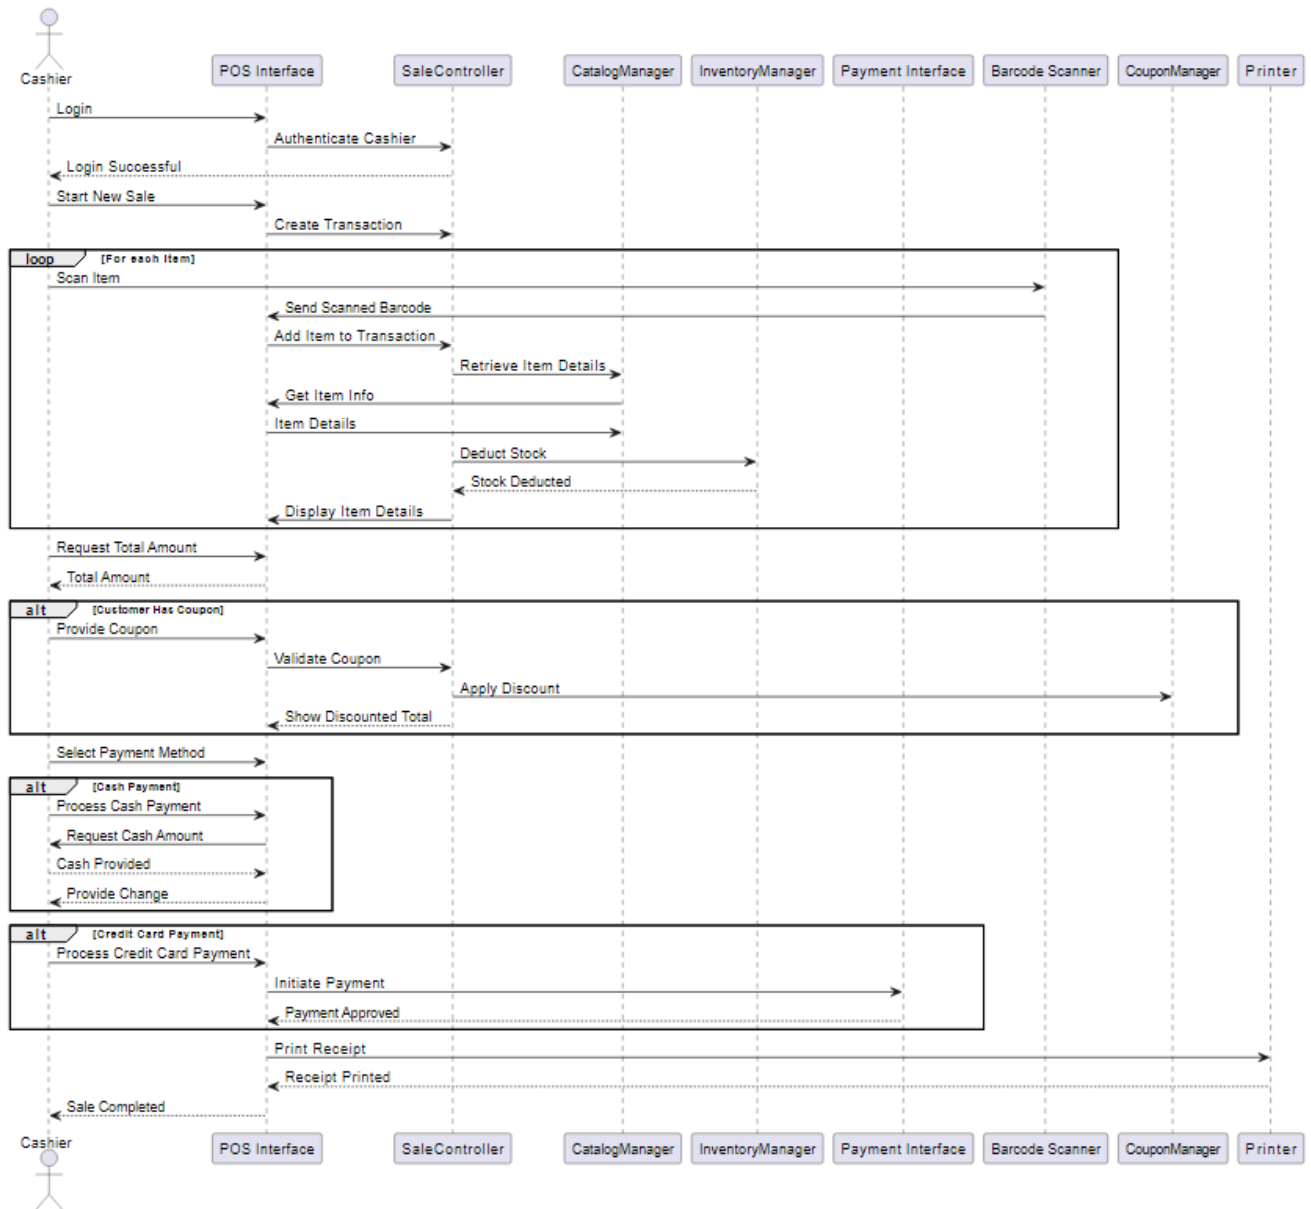 Cashier
POS Interface
SaleController
CatalogManager
InventoryManager
Payment Interface
Barcode Scanner
CouponManager
Printer
Login
Authenticate Cashier
Login Successful
Start New Sale
Create Transaction
loop [For each Item]
Scan Item
Send Scanned Barcode
Add Item to Transaction
Retrieve Item Details
Get Item Info
Item Details
Deduct Stock
Stock Deducted
Display Item Details
Request Total Amount
Total Amount
alt [Customer Has Coupon]
Provide Coupon
Validate Coupon
Apply Discount
Show Discounted Total
Select Payment Method
alt [Cash Payment]
Process Cash Payment
Request Cash Amount
Cash Provided
Provide Change
alt [Credit Card Payment]
Process Credit Card Payment
Initiate Payment
Payment Approved
Print Receipt
Receipt Printed
Sale Completed
Cashier
POS Interface
SaleController
CatalogManager
InventoryManager
Payment Interface
Barcode Scanner
CouponManager
Printer